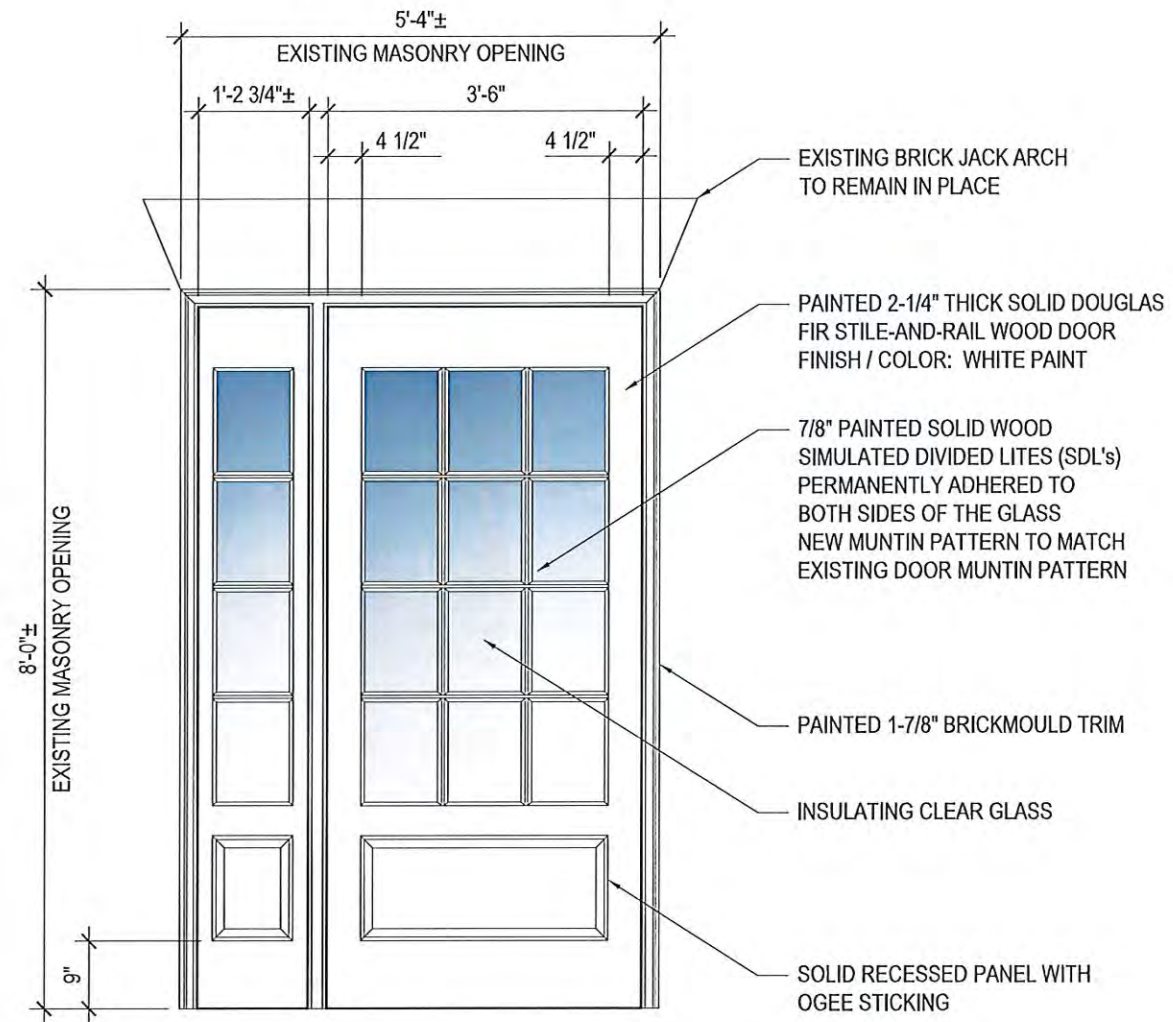 5'-4"±
EXISTING MASONRY OPENING
1'-2 3/4"±
3'-6"
4 1/2"
4 1/2"
EXISTING BRICK JACK ARCH
TO REMAIN IN PLACE
PAINTED 2-1/4" THICK SOLID DOUGLAS
FIR STILE-AND-RAIL WOOD DOOR
FINISH / COLOR: WHITE PAINT
7/8" PAINTED SOLID WOOD
SIMULATED DIVIDED LITES (SDL's)
PERMANENTLY ADHERED TO
BOTH SIDES OF THE GLASS
NEW MUNTIN PATTERN TO MATCH
EXISTING DOOR MUNTIN PATTERN
8'-0"±
EXISTING MASONRY OPENING
PAINTED 1-7/8" BRICKMOULD TRIM
INSULATING CLEAR GLASS
9"
SOLID RECESSED PANEL WITH
OGEE STICKING